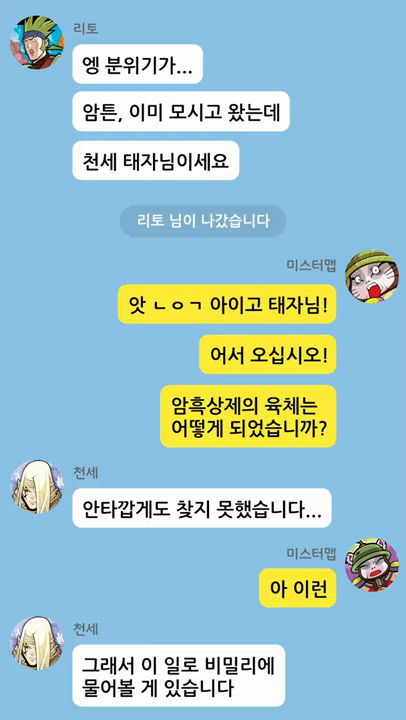 리토
엥 분위기가...
암튼, 이미 모시고 왔는데
천세 태자님이세요
리토 님이 나갔습니다
미스터맵
앗 ㄴㅇㄱ 아이고 태자님!
어서 오십시오!
암흑상제의 육체는
어떻게 되었습니까?
천세
안타깝게도 찾지 못했습니다...
미스터맵
아 이런
천세
그래서 이 일로 비밀리에
물어볼 게 있습니다